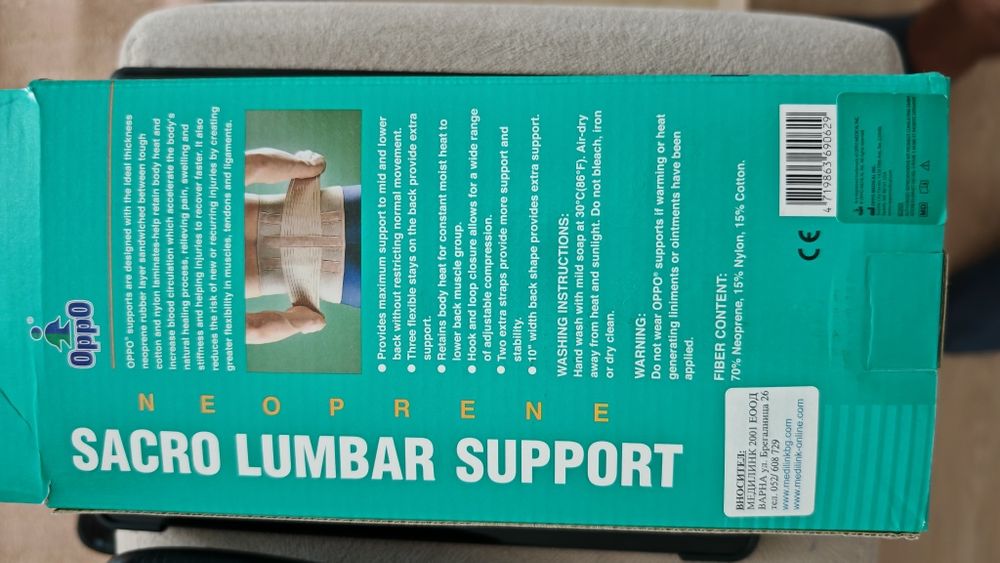 Oppo
OPPO® supports are designed with the ideal thickness
neoprene rubber layer sandwiched between tough
cotton and nylon laminates-help retain body heat and
increase blood circulation which accelerate the body's
natural healing process, relieving pain, swelling and
stiffness and helping injuries to recover faster. It also
reduces the risk of new or recurring injuries by creating
greater flexibility in muscles, tendons and ligaments.
NEOPRENE
SACRO LUMBAR SUPPORT
● Provides maximum support to mid and lower
back without restricting normal movement.
● Three flexible stays on the back provide extra
support.
● Retains body heat for constant moist heat to
lower back muscle group.
● Hook and loop closure allows for a wide range
of adjustable compression.
● Two extra straps provide more support and
stability.
● 10" width back shape provides extra support.
WASHING INSTRUCTIONS:
Hand wash with mild soap at 30°C(86°F). Air-dry
away from heat and sunlight. Do not bleach, iron
or dry clean.
WARNING:
Do not wear OPPO® supports if warming or heat
generating liniments or ointments have been
applied.
FIBER CONTENT:
70% Neoprene, 15% Nylon, 15% Cotton.
CE
4 719863 690629
ВНОСИТЕЛ:
МЕДИЛИНК 2001 ЕООД
ВАРНА ул. Брегалница 26
тел. 052/ 608 729
www.medilinkbg.com
www.medilink-online.com